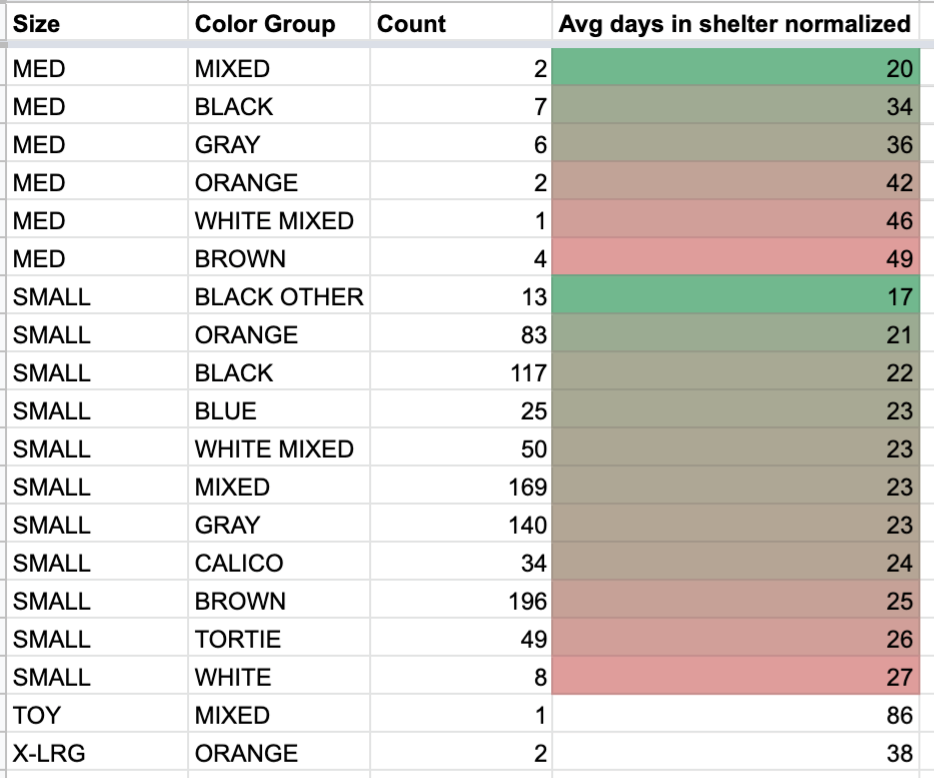 Size Color Group Count Avg days in shelter normalized
MED MIXED 2 20
MED BLACK 7 34
MED GRAY 6 36
MED ORANGE 2 42
MED WHITE MIXED 1 46
MED BROWN 4 49
SMALL BLACK OTHER 13 17
SMALL ORANGE 83 21
SMALL BLACK 117 22
SMALL BLUE 25 23
SMALL WHITE MIXED 50 23
SMALL MIXED 169 23
SMALL GRAY 140 23
SMALL CALICO 34 24
SMALL BROWN 196 25
SMALL TORTIE 49 26
SMALL WHITE 8 27
TOY MIXED 1 86
X-LRG ORANGE 2 38